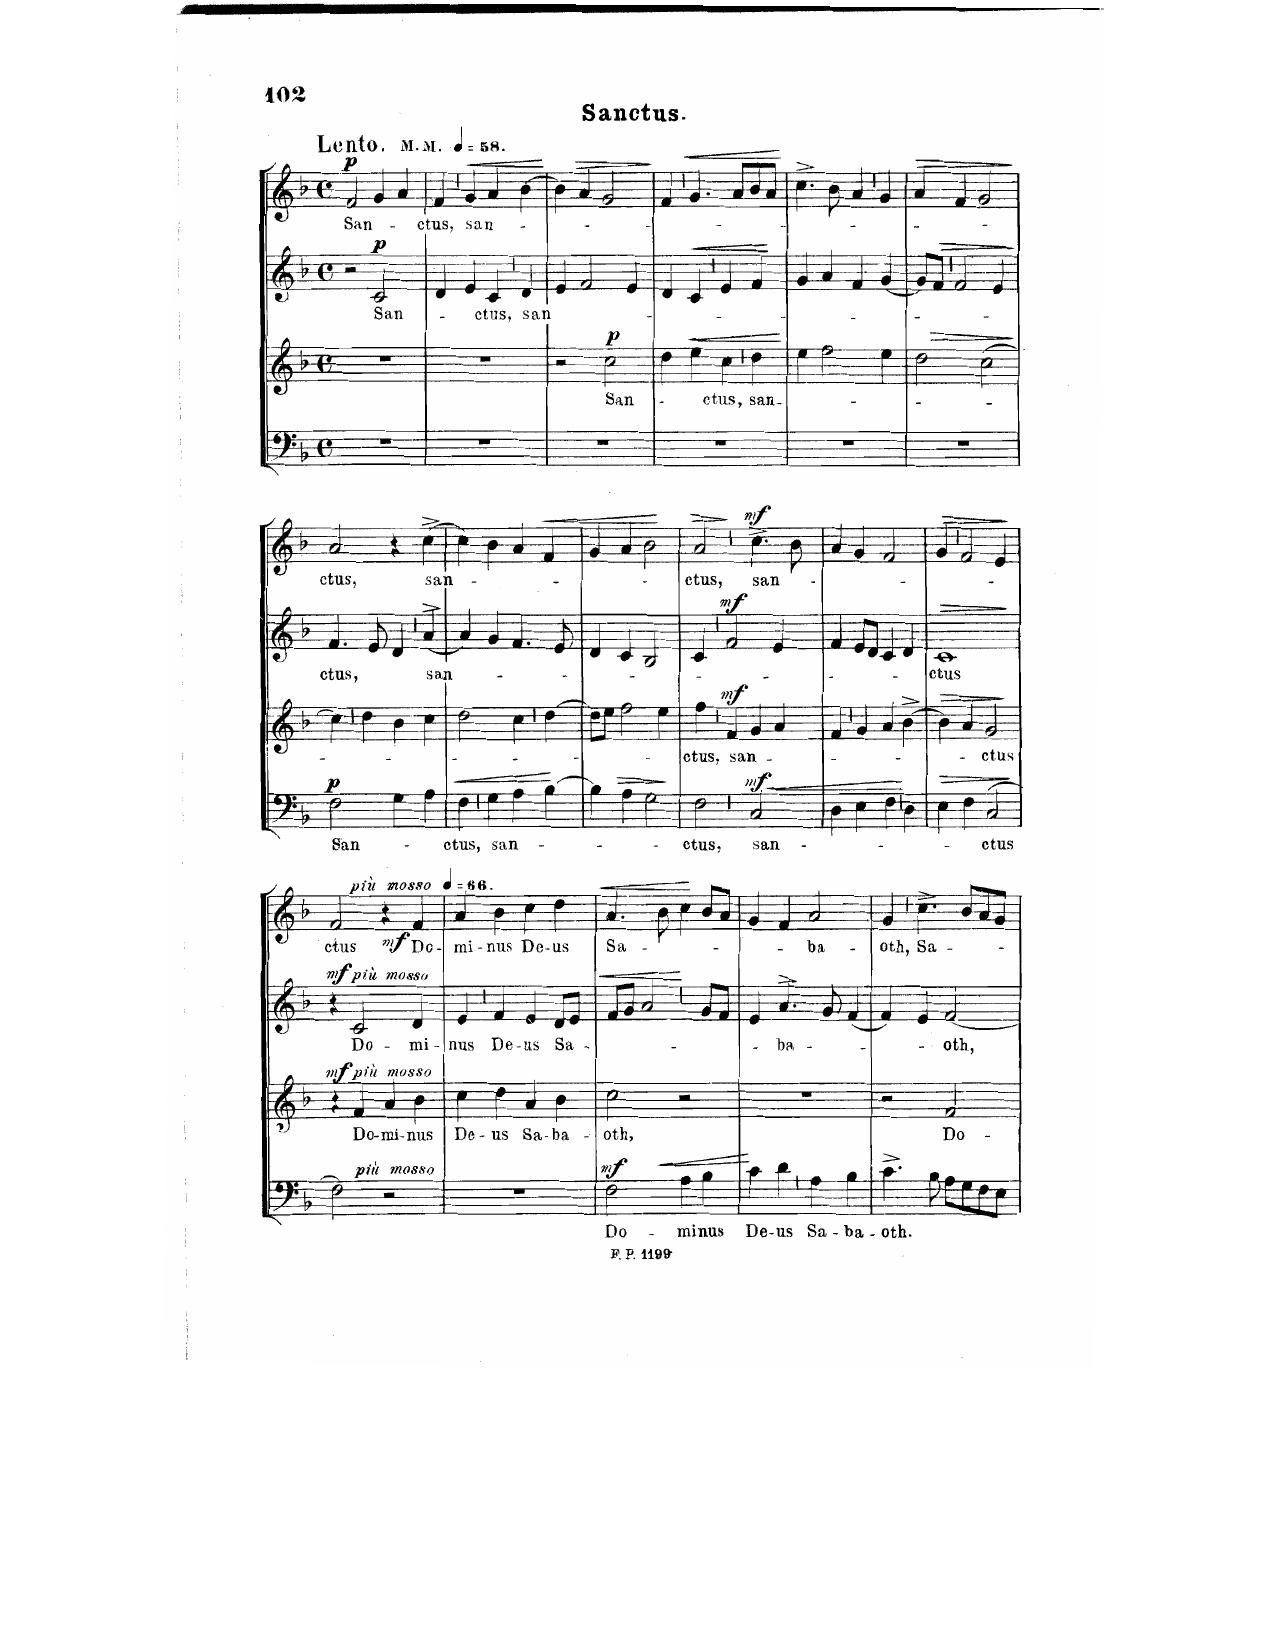 102
Sanctus.
Lento. M. M. ♩ = 58.
p
San - ctus, san -
p
San - ctus, san -
p
San - ctus, san -
mf
ctus, san - ctus, san -
mf
ctus, san - ctus
mf
ctus, san - ctus
p mf
San - ctus, san - ctus, san - ctus
più mosso ♩ = 66.
ctus mf Do - mi - nus De - us Sa - ba - oth, Sa -
mf più mosso
Do - mi - nus De - us Sa - ba - oth,
mf più mosso
Do - mi - nus De - us Sa - ba - oth, Do -
più mosso mf
Do - minus De - us Sa - ba - oth.
F. P. 1199